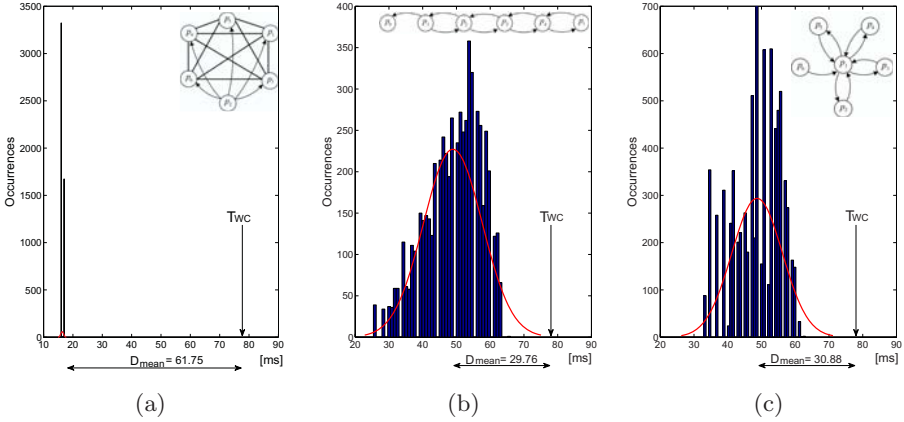 3500
3000
2500
2000
1500
1000
500
0
Occurrences
10 20 30 40 50 60 70 80 90
[ms]
TWC
Dmean = 61.75
(a)
400
350
300
250
200
150
100
50
0
Occurrences
20 30 40 50 60 70 80 90
[ms]
TWC
Dmean = 29.76
(b)
700
600
500
400
300
200
100
0
Occurrences
20 30 40 50 60 70 80 90
[ms]
TWC
Dmean = 30.88
(c)